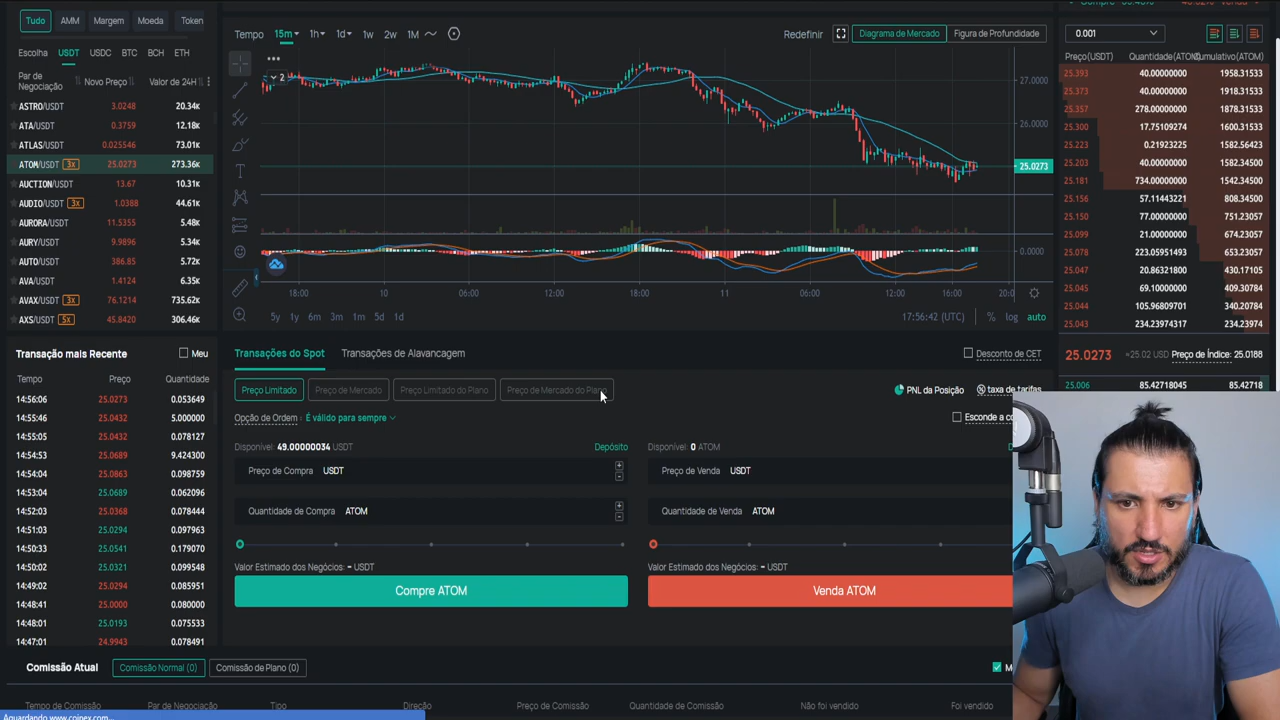 Tudo AMM Margem Moeda Token
Escolha USDT USDC BTC BCH ETH
Par de Negociação Novo Preço Valor de 24H
ASTRO/USDT 3.0248 20.34K
ATA/USDT 0.3759 12.18K
ATLAS/USDT 0.025546 73.01K
ATOM/USDT 3x 25.0273 273.36K
AUCTION/USDT 13.67 10.31K
AUDIO/USDT 3x 1.0388 44.61K
AURORA/USDT 11.5355 5.48K
AURY/USDT 9.9896 5.34K
AUTO/USDT 386.85 5.72K
AVA/USDT 1.4124
AVAX/USDT 3x 76.1214 735.62K
AXS/USDT 5x 45.8420 306.46K
Tempo 15m 1h 1d 1w 2w 1M
Redefinir Diagrama de Mercado Figura de Profundidade
2
27.0000
26.0000
25.0273
0.0000
18:00 10 06:00 12:00 18:00 11 06:00 12:00 16:00 20:0
5y 1y 6m 3m 1m 5d 1d 17:56:42 (UTC) % log auto
0.001
Preço(USDT) Quantidade(ATOM) umulativo(ATOM)
25.393 40.00000000 1958.31533
25.373 40.00000000 1918.31533
25.357 278.00000000 1878.31533
25.300 17.75109274 1600.31533
25.223 0.21923225 1582.56424
25.203 40.00000000 1582.34500
25.181 734.00000000 1542.34500
25.156 57.11443221 808.34500
25.150 77.00000000 751.23057
25.099 21.00000000 674.23057
25.078 223.05951493 653.23057
25.047 20.86321800 430.17105
25.045 69.10000000 409.30784
25.044 105.96809701 340.20784
25.043 234.23974317 234.23974
25.0273 ≈25.02 USD Preço de Índice: 25.0188
25.006 85.42718045 85.42718
Transação mais Recente Meu
Tempo Preço Quantidade
14:56:06 25.0273 0.053649
14:55:46 25.0432 5.000000
14:55:05 25.0432 0.078127
14:54:53 25.0689 9.424300
14:54:04 25.0863 0.098759
14:53:04 25.0689 0.062096
14:52:03 25.0368 0.078444
14:51:03 25.0294 0.097963
14:50:33 25.0541 0.179070
14:50:02 25.0321 0.099548
14:49:02 25.0294 0.085951
14:48:41 25.0000 0.080000
14:48:01 25.0193 0.075533
14:47:01 24.9943 0.078491
Transações do Spot Transações de Alavancagem Desconto de CET
Preço Limitado Preço de Mercado Preço Limitado do Plano Preço de Mercado do Plano PNL da Posição taxa de tarifas
Opção de Ordem : É válido para sempre Esconde a co
Disponível: 49.00000034 USDT Depósito Disponível: 0 ATOM
Preço de Compra USDT Preço de Venda USDT
Quantidade de Compra ATOM Quantidade de Venda ATOM
Valor Estimado dos Negócios: - USDT Valor Estimado dos Negócios: - USDT
Compre ATOM Venda ATOM
Comissão Atual Comissão Normal (0) Comissão de Plano (0)
Tempo de Comissão Par de Negociação Tipo Direção Preço de Comissão Quantidade de Comissão Não foi vendido Foi vendido
Aguardando www.coinex.com...